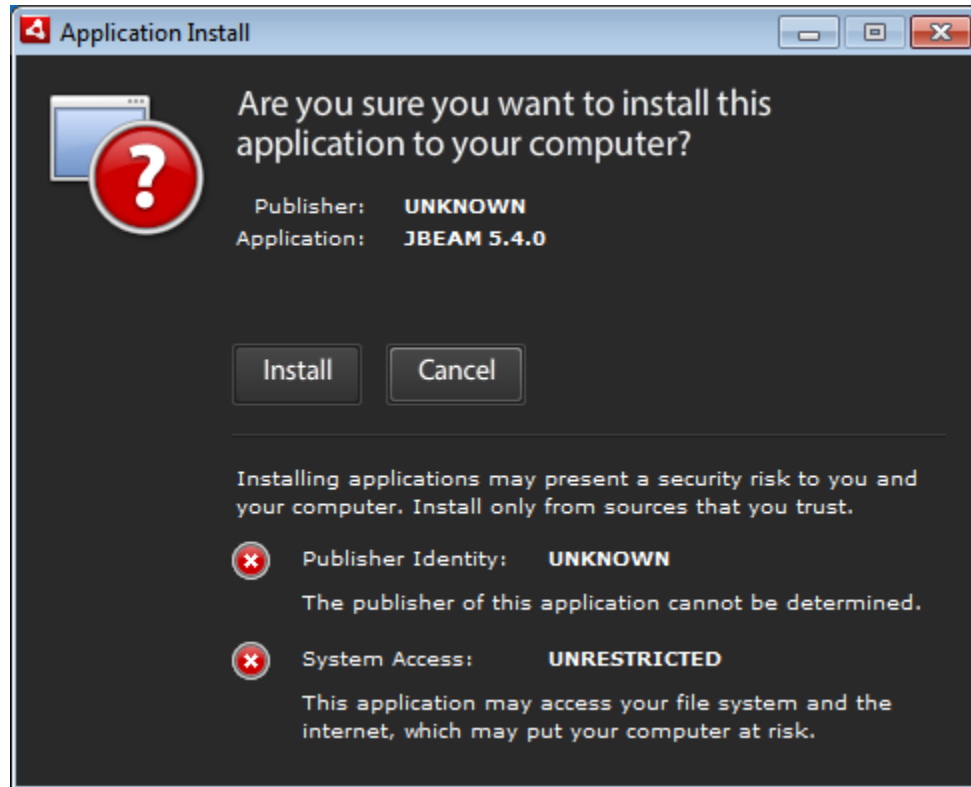 Application Install
Are you sure you want to install this
application to your computer?
Publisher: UNKNOWN
Application: JBEAM 5.4.0
Install Cancel
Installing applications may present a security risk to you and
your computer. Install only from sources that you trust.
Publisher Identity: UNKNOWN
The publisher of this application cannot be determined.
System Access: UNRESTRICTED
This application may access your file system and the
internet, which may put your computer at risk.